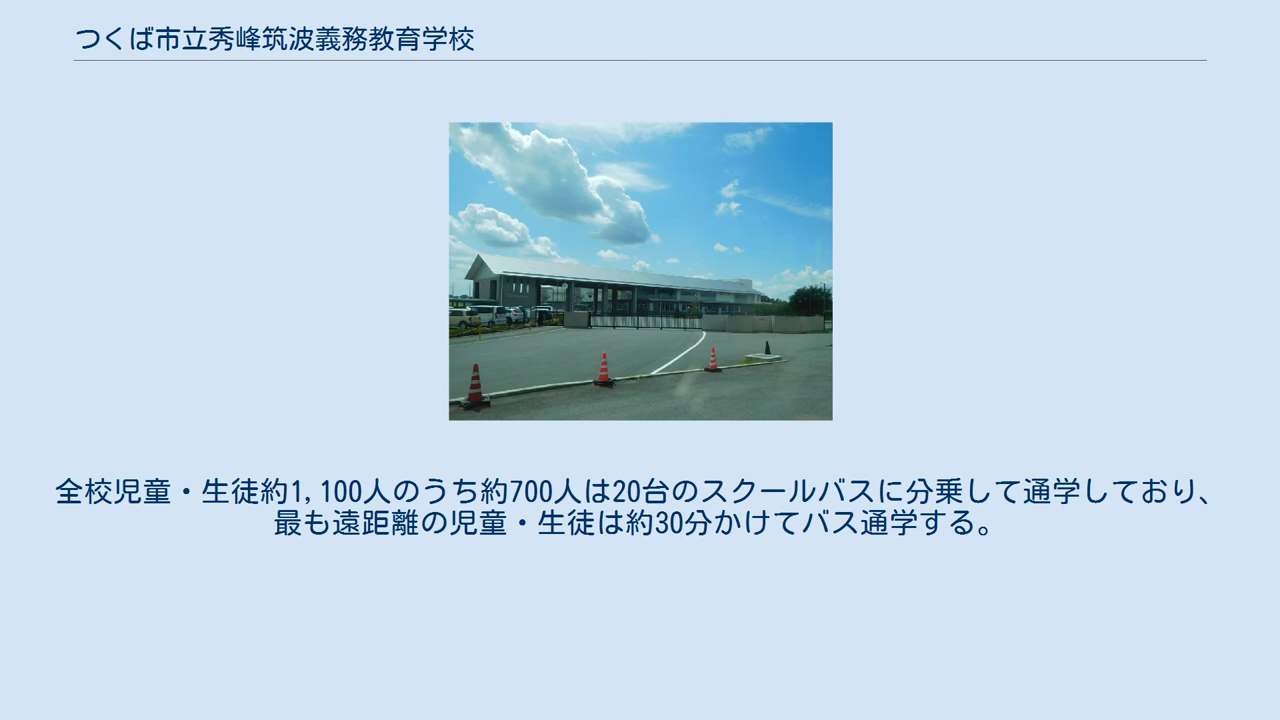 つくば市立秀峰筑波義務教育学校
全校児童・生徒約1,100人のうち約700人は20台のスクールバスに分乗して通学しており、
最も遠距離の児童・生徒は約30分かけてバス通学する。